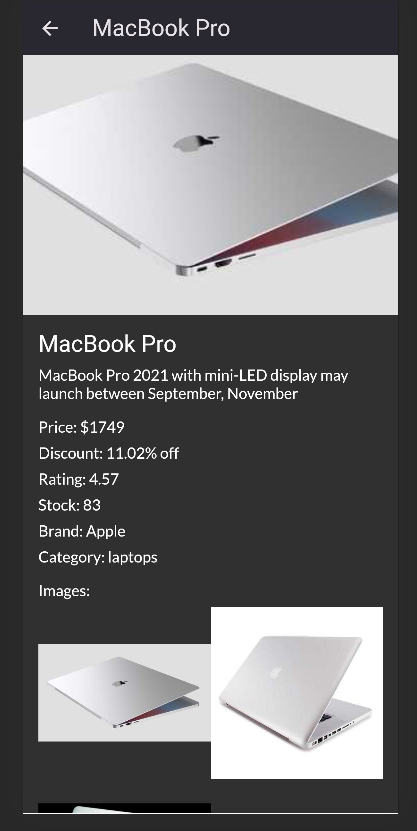 MacBook Pro
MacBook Pro
MacBook Pro 2021 with mini-LED display may
launch between September, November
Price: $1749
Discount: 11.02% off
Rating: 4.57
Stock: 83
Brand: Apple
Category: laptops
Images: